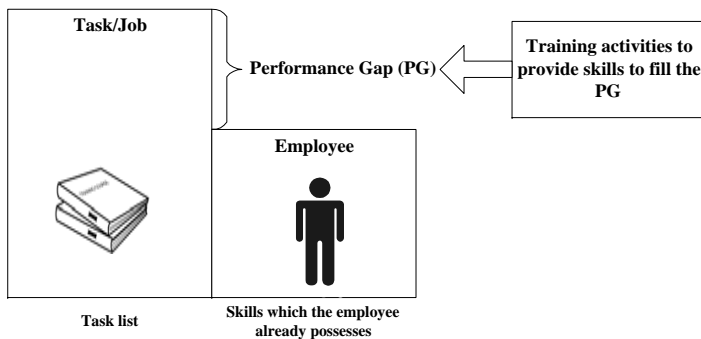 Task/Job
Performance Gap (PG)
Training activities to
provide skills to fill the
PG
Employee
Task list
Skills which the employee
already possesses